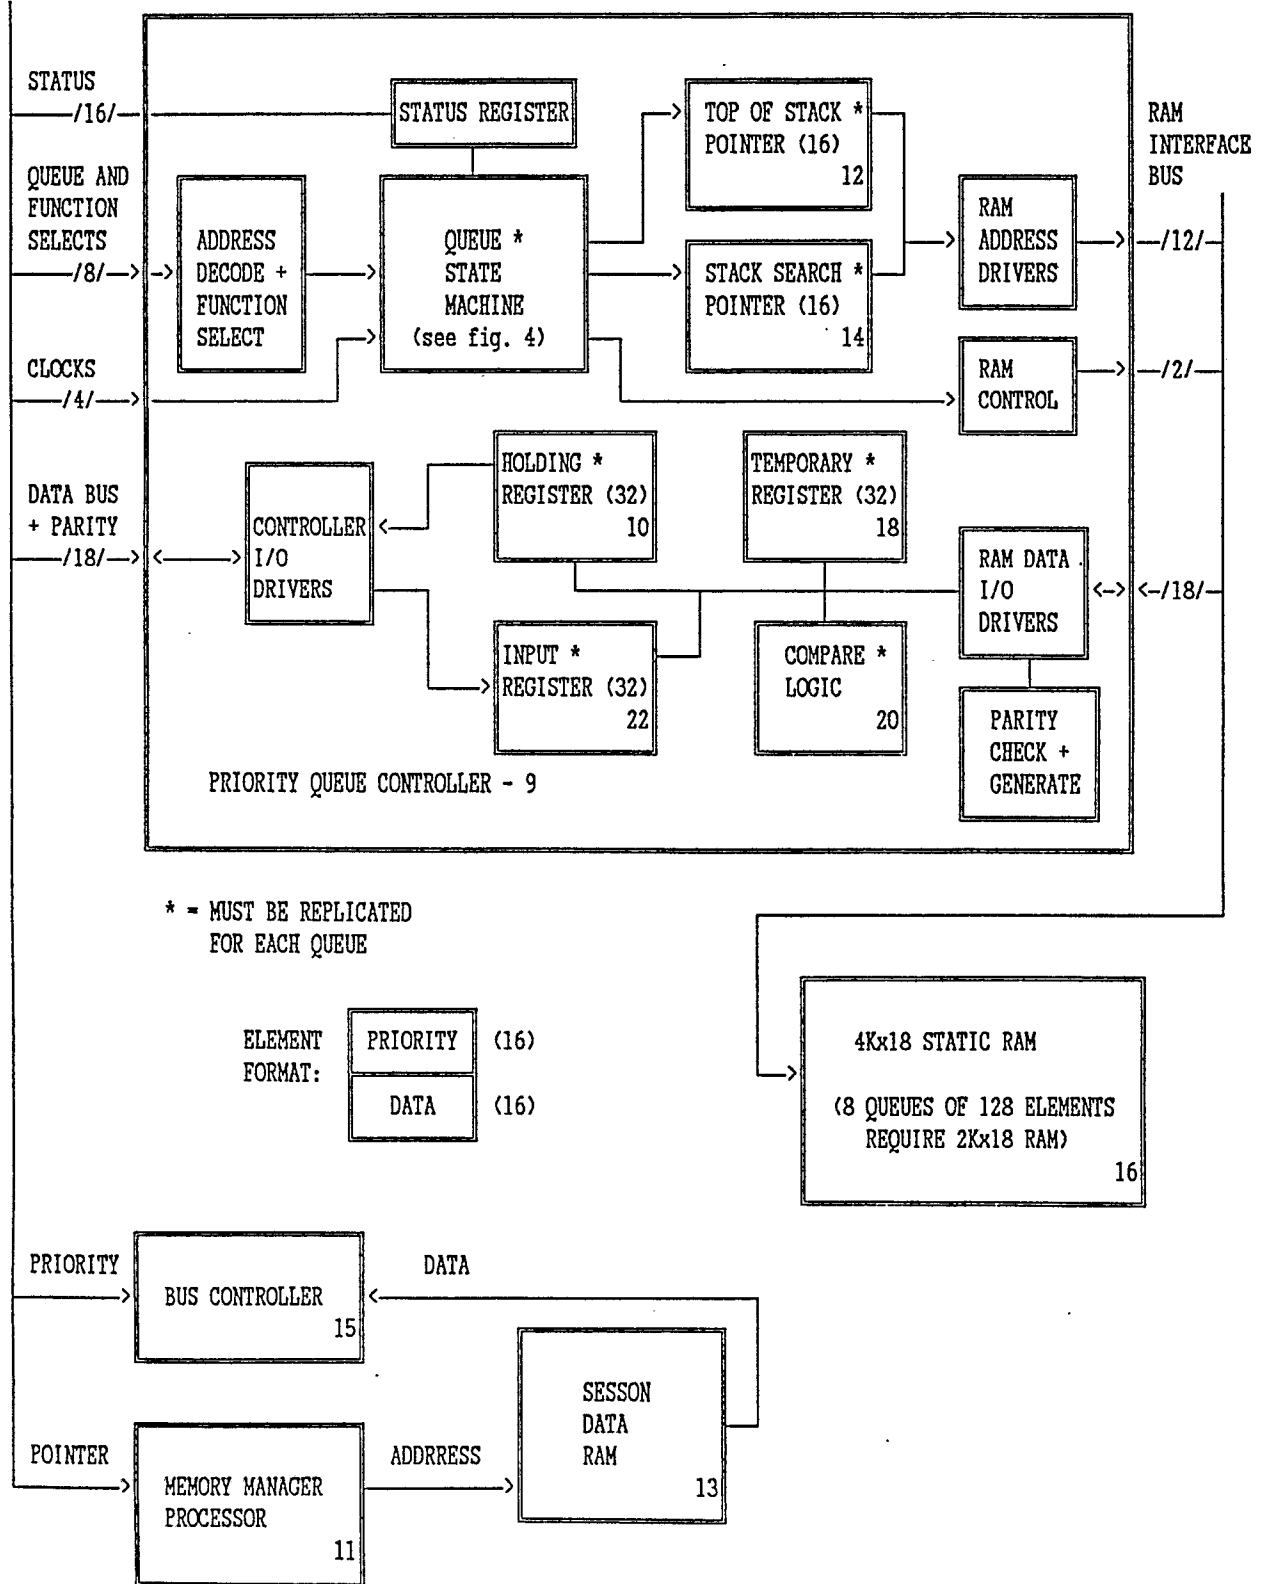 STATUS
/16/
QUEUE AND
FUNCTION
SELECTS
/8/
CLOCKS
/4/
DATA BUS
+ PARITY
/18/
STATUS REGISTER
ADDRESS
DECODE +
FUNCTION
SELECT
QUEUE *
STATE
MACHINE
(see fig. 4)
TOP OF STACK *
POINTER (16)
12
STACK SEARCH *
POINTER (16)
14
RAM
ADDRESS
DRIVERS
RAM
CONTROL
RAM
INTERFACE
BUS
/12/
/2/
/18/
CONTROLLER
I/O
DRIVERS
HOLDING *
REGISTER (32)
10
TEMPORARY *
REGISTER (32)
18
INPUT *
REGISTER (32)
22
COMPARE *
LOGIC
20
RAM DATA
I/O
DRIVERS
PARITY
CHECK +
GENERATE
PRIORITY QUEUE CONTROLLER - 9
* = MUST BE REPLICATED
FOR EACH QUEUE
ELEMENT
FORMAT:
PRIORITY (16)
DATA (16)
4Kx18 STATIC RAM
(8 QUEUES OF 128 ELEMENTS
REQUIRE 2Kx18 RAM)
16
PRIORITY
BUS CONTROLLER
15
DATA
SESSON
DATA
RAM
13
POINTER
MEMORY MANAGER
PROCESSOR
11
ADDRRESS